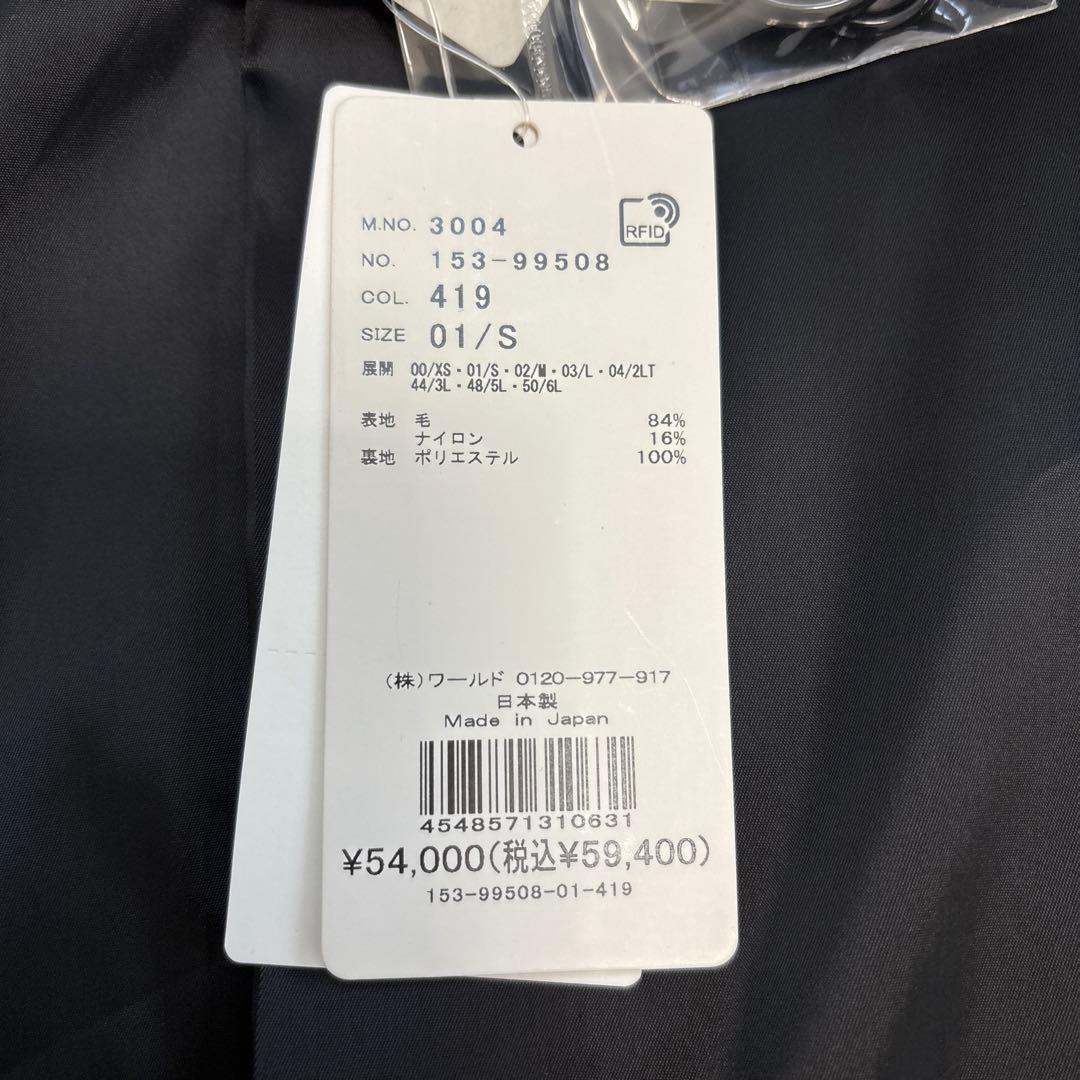 M.NO. 3004
RFID
NO. 153-99508
COL. 419
SIZE 01/S
展開 00/XS・01/S・02/M・03/L・04/2LT
44/3L・48/5L・50/6L
表地 毛 84%
ナイロン 16%
裏地 ポリエステル 100%
(株)ワールド 0120-977-917
日本製
Made in Japan
4548571310631
¥54,000(税込¥59,400)
153-99508-01-419